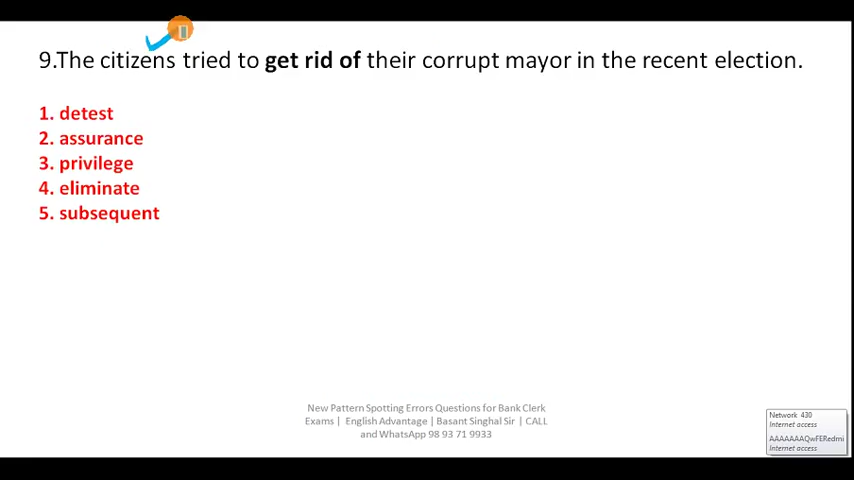 9.The citizens tried to get rid of their corrupt mayor in the recent election.
1. detest
2. assurance
3. privilege
4. eliminate
5. subsequent
New Pattern Spotting Errors Questions for Bank Clerk
Exams | English Advantage | Basant Singhal Sir | CALL
and WhatsApp 98 93 71 9933
Network 430
Internet access
AAAAAAAQwFERedmi
Internet access